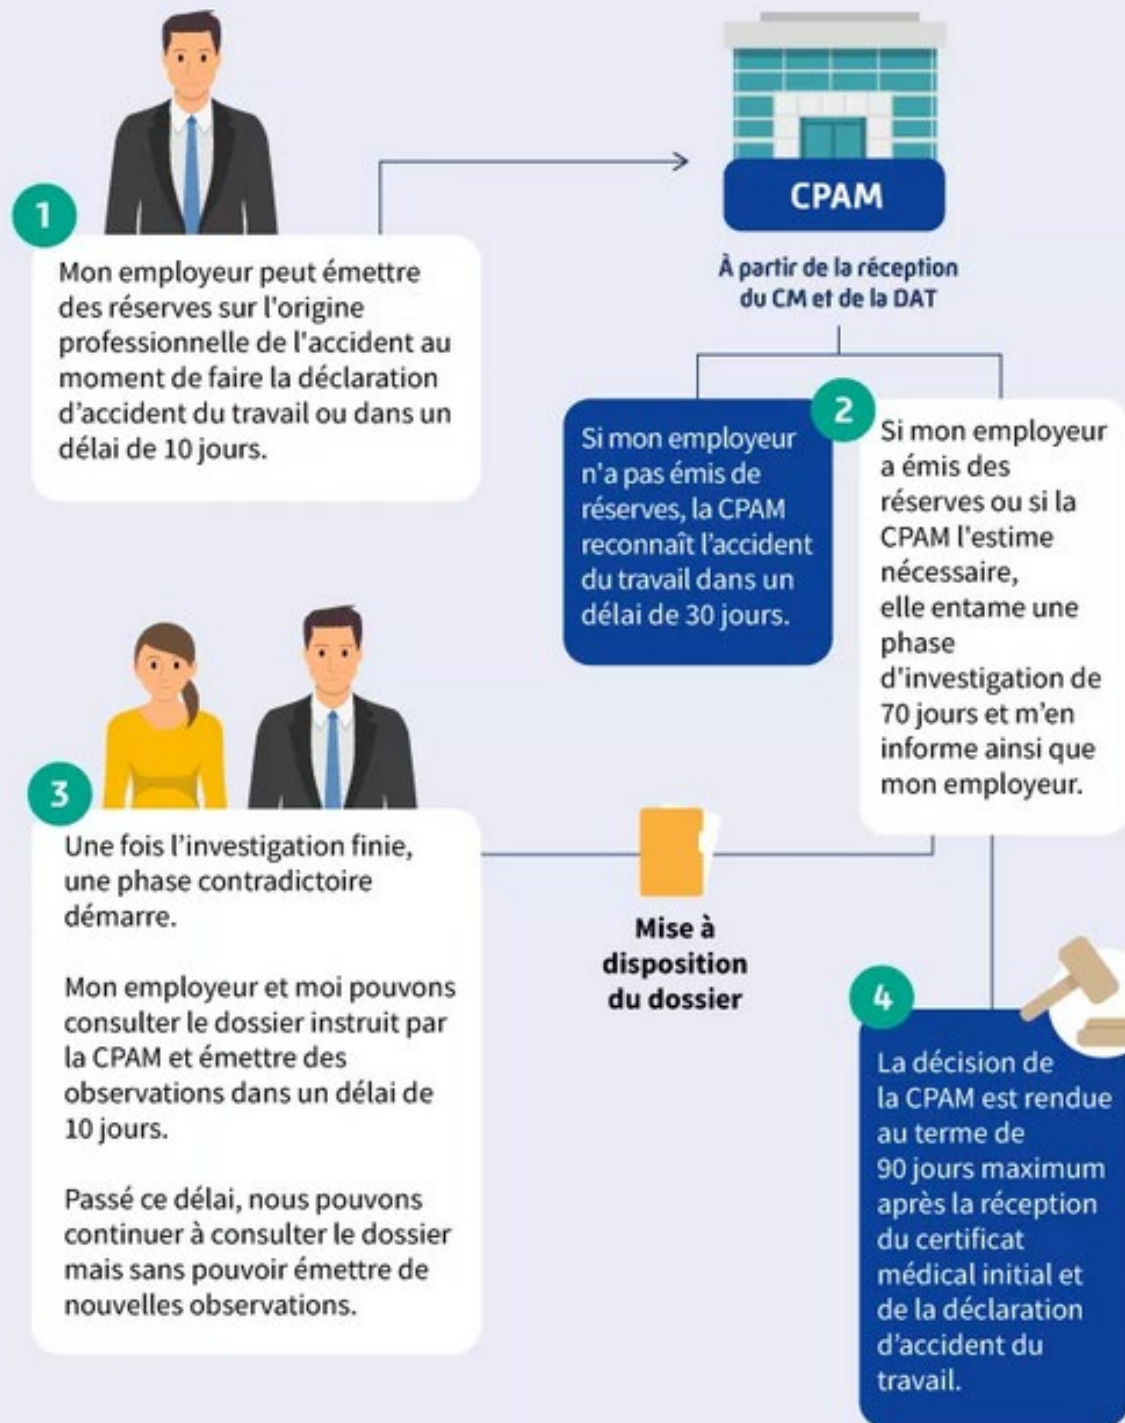 1
Mon employeur peut émettre
des réserves sur l'origine
professionnelle de l'accident au
moment de faire la déclaration
d’accident du travail ou dans un
délai de 10 jours.
CPAM
À partir de la réception
du CM et de la DAT
Si mon employeur
n'a pas émis de
réserves, la CPAM
reconnaît l’accident
du travail dans un
délai de 30 jours.
2
Si mon employeur
a émis des
réserves ou si la
CPAM l'estime
nécessaire,
elle entame une
phase
d'investigation de
70 jours et m’en
informe ainsi que
mon employeur.
3
Une fois l’investigation finie,
une phase contradictoire
démarre.
Mon employeur et moi pouvons
consulter le dossier instruit par
la CPAM et émettre des
observations dans un délai de
10 jours.
Passé ce délai, nous pouvons
continuer à consulter le dossier
mais sans pouvoir émettre de
nouvelles observations.
Mise à
disposition
du dossier
4
La décision de
la CPAM est rendue
au terme de
90 jours maximum
après la réception
du certificat
médical initial et
de la déclaration
d’accident du
travail.